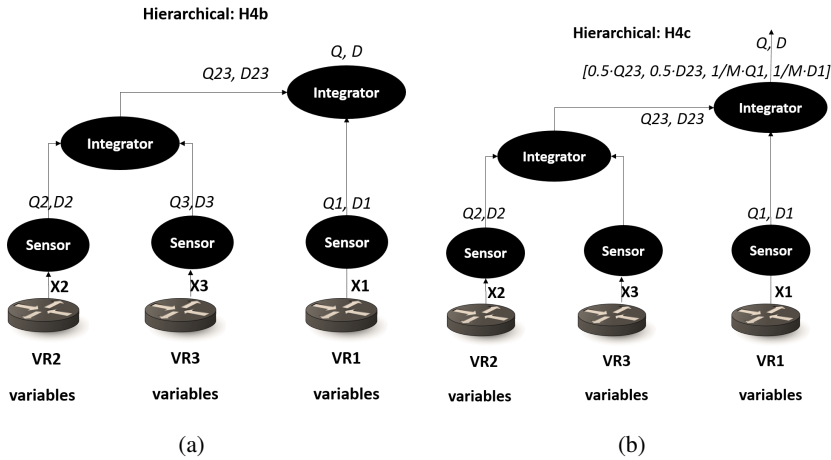 Hierarchical: H4b
Q, D
Q23, D23
Integrator
Integrator
Q2,D2
Q3,D3
Q1, D1
Sensor
Sensor
Sensor
X2
X3
X1
VR2
VR3
VR1
variables
variables
variables
(a)
Hierarchical: H4c
Q, D
[0.5·Q23, 0.5·D23, 1/M·Q1, 1/M·D1]
Integrator
Q23, D23
Integrator
Q2,D2
Q1, D1
Sensor
Sensor
Sensor
X2
X3
X1
VR2
VR3
VR1
variables
variables
variables
(b)